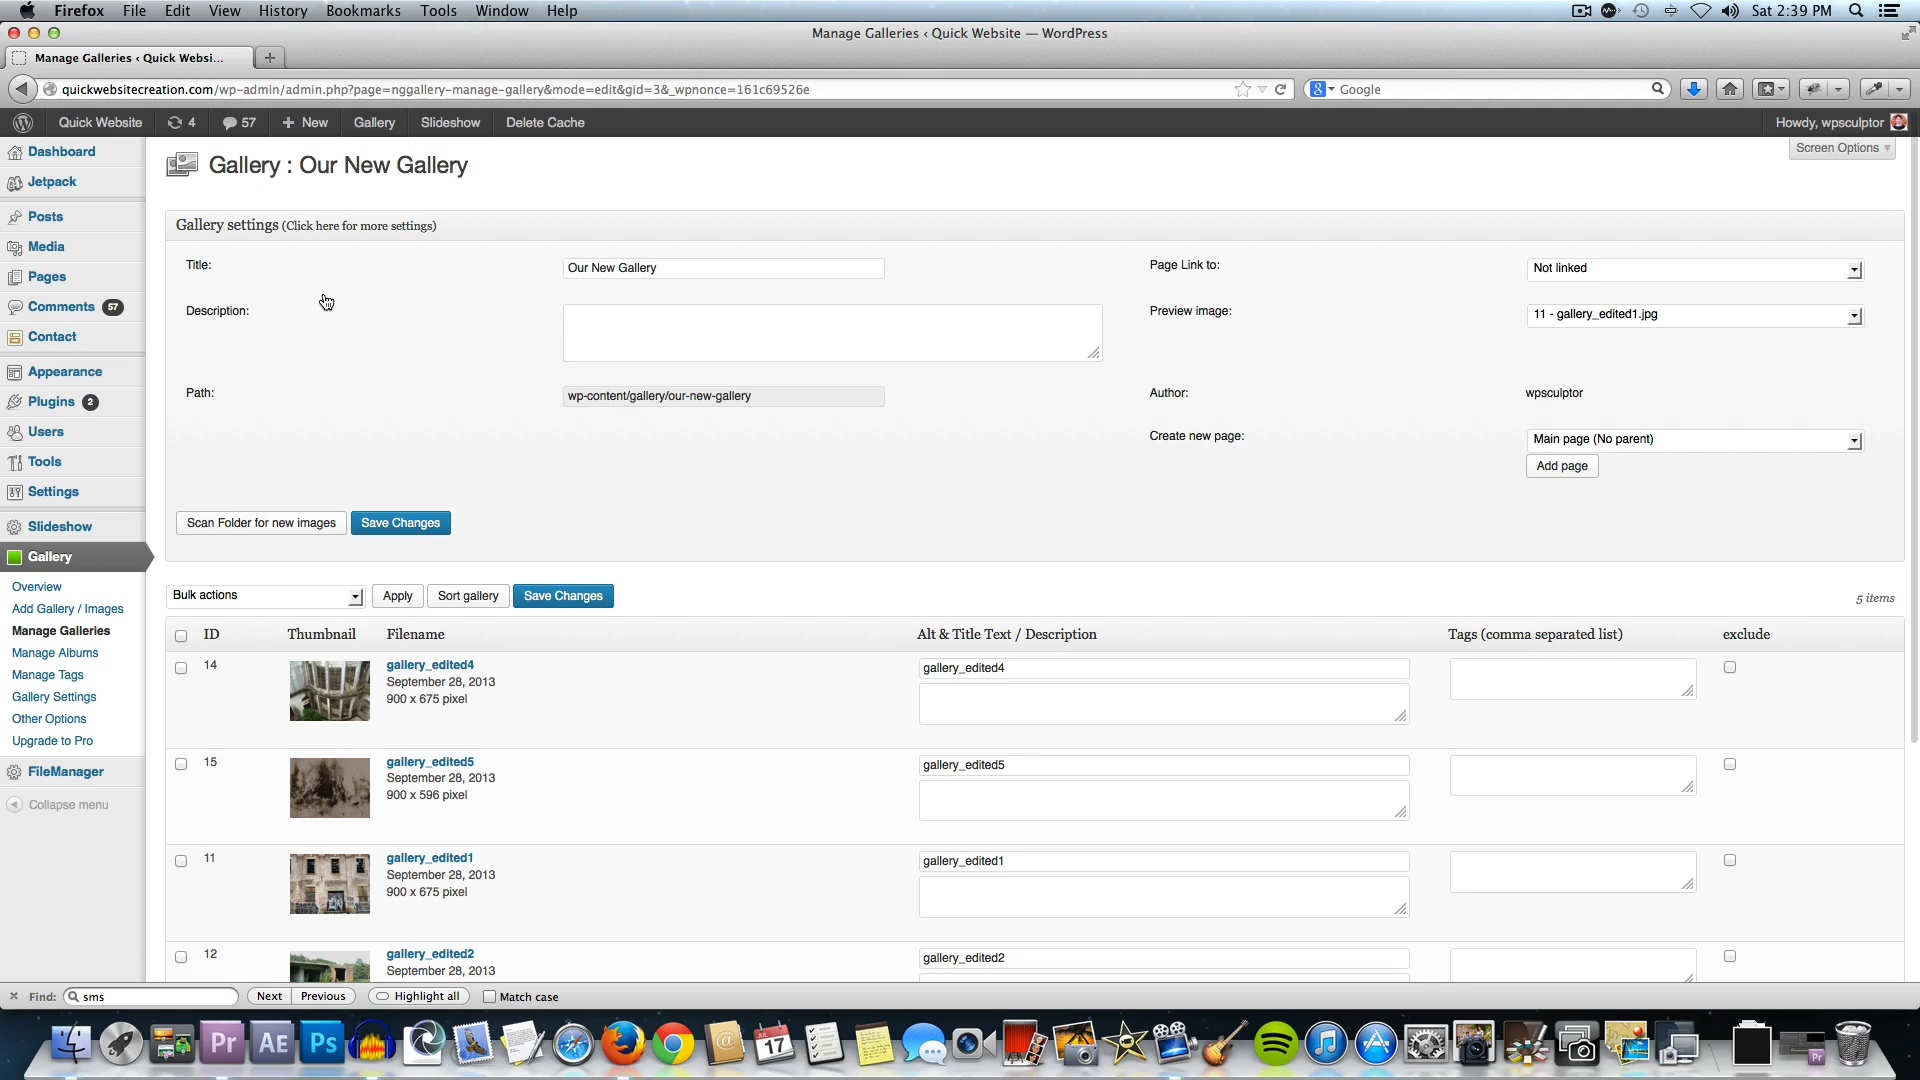 Firefox File Edit View History Bookmarks Tools Window Help Sat 2:39 PM
Manage Galleries ‹ Quick Website — WordPress
Manage Galleries ‹ Quick Websi...
quickwebsitecreation.com/wp-admin/admin.php?page=nggallery-manage-gallery&mode=edit&gid=3&_wpnonce=161c69526e Google
Quick Website 4 57 + New Gallery Slideshow Delete Cache Howdy, wpsculptor
Screen Options
Dashboard
Jetpack
Posts
Media
Pages
Comments 57
Contact
Appearance
Plugins 2
Users
Tools
Settings
Slideshow
Gallery
Overview
Add Gallery / Images
Manage Galleries
Manage Albums
Manage Tags
Gallery Settings
Other Options
Upgrade to Pro
FileManager
Collapse menu
Gallery : Our New Gallery
Gallery settings (Click here for more settings)
Title: Our New Gallery Page Link to: Not linked
Description: Preview image: 11 - gallery_edited1.jpg
Path: wp-content/gallery/our-new-gallery Author: wpsculptor
Create new page: Main page (No parent)
Add page
Scan Folder for new images Save Changes
Bulk actions Apply Sort gallery Save Changes 5 items
ID Thumbnail Filename Alt & Title Text / Description Tags (comma separated list) exclude
14 gallery_edited4 gallery_edited4
September 28, 2013
900 x 675 pixel
15 gallery_edited5 gallery_edited5
September 28, 2013
900 x 596 pixel
11 gallery_edited1 gallery_edited1
September 28, 2013
900 x 675 pixel
12 gallery_edited2 gallery_edited2
September 28, 2013
Find: sms Next Previous Highlight all Match case
Pr AE Ps 17 Pr